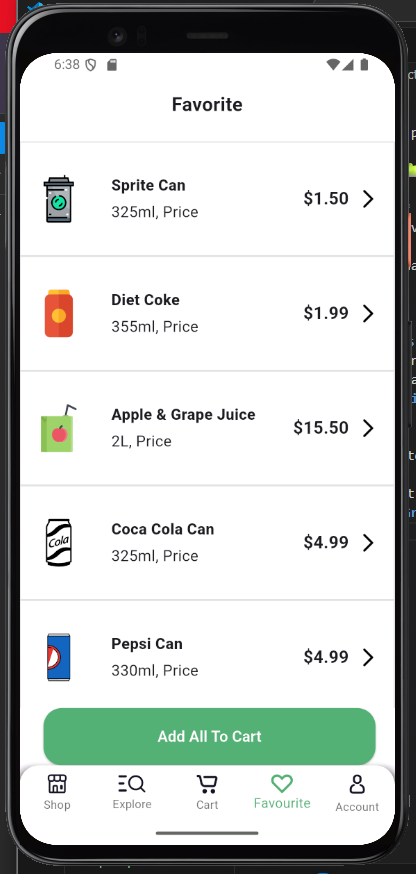 6:38
Favorite
Sprite Can
325ml, Price
$1.50
Diet Coke
355ml, Price
$1.99
Apple & Grape Juice
2L, Price
$15.50
Cola
Coca Cola Can
325ml, Price
$4.99
Pepsi Can
330ml, Price
$4.99
Add All To Cart
Shop
Explore
Cart
Favourite
Account